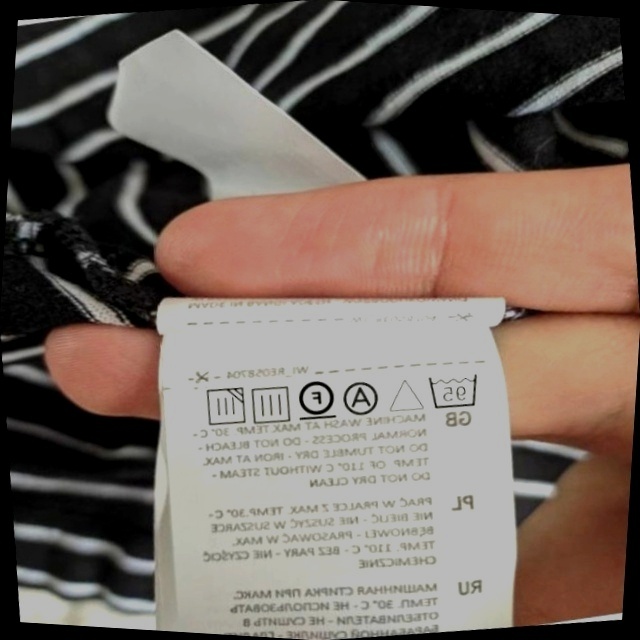 WI_RE058704
95 A F
GB MACHINE WASH AT MAX. TEMP. 30°C -
NORMAL PROCESS - DO NOT BLEACH -
DO NOT TUMBLE DRY - IRON AT MAX.
TEMP. OF 110°C WITHOUT STEAM -
DO NOT DRY CLEAN
PL PRAĆ W PRALCE Z MAX. TEMP.30°C -
NIE BIELIĆ - NIE SUSZYĆ W SUSZARCE
BĘBNOWEJ - PRASOWAĆ W MAX.
TEMP. 110°C - BEZ PARY - NIE CZYŚCIĆ
CHEMICZNIE
RU МАШИННАЯ СТИРКА ПРИ МАКС.
ТЕМП. 30°C - НЕ ИСПОЛЬЗОВАТЬ
ОТБЕЛИВАТЕЛИ - НЕ СУШИТЬ В
БАРАБАННОЙ СУШИЛКЕ